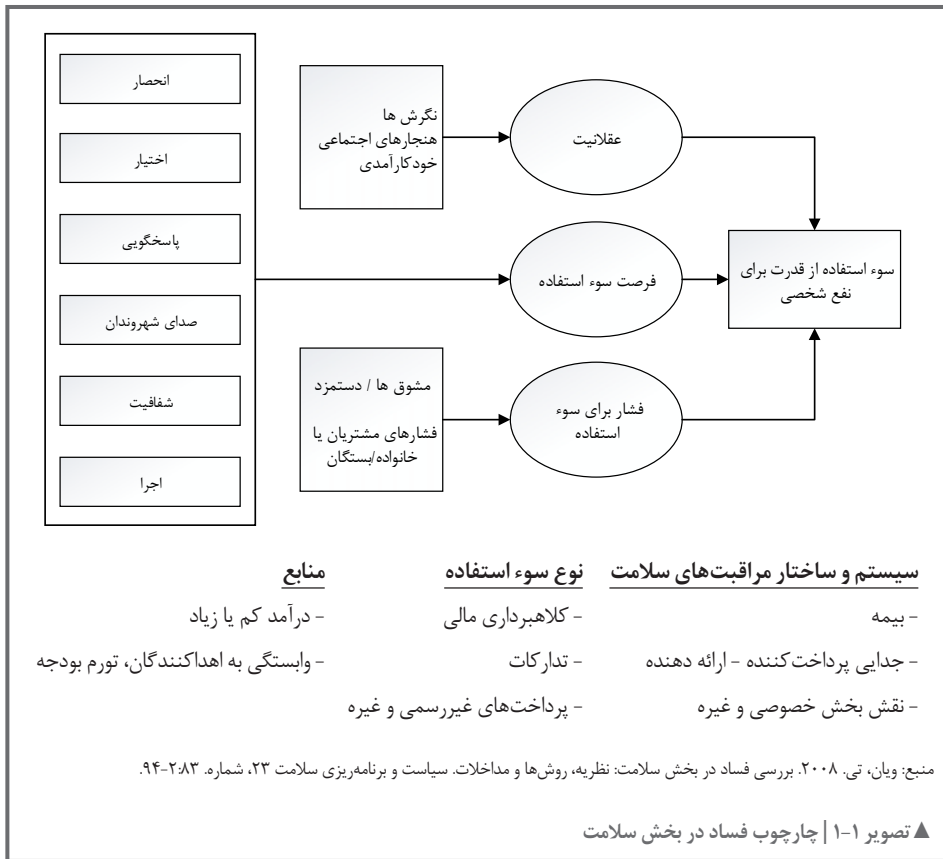 انحصار
اختیار
پاسخگویی
صدای شهروندان
شفافیت
اجرا
نگرش ها
هنجارهای اجتماعی
خودکارآمدی
عقلانیت
فرصت سوء استفاده
مشوق ها / دستمزد
فشارهای مشتریان یا
خانواده/بستگان
فشار برای سوء
استفاده
سوء استفاده از قدرت برای
نفع شخصی
سیستم و ساختار مراقبت‌های سلامت
- بیمه
- جدایی پرداخت‌کننده - ارائه دهنده
- نقش بخش خصوصی و غیره
نوع سوء استفاده
- کلاهبرداری مالی
- تدارکات
- پرداخت‌های غیررسمی و غیره
منابع
- درآمد کم یا زیاد
- وابستگی به اهداکنندگان، تورم بودجه
منبع: ویان، تی. ۲۰۰۸. بررسی فساد در بخش سلامت: نظریه، روش‌ها و مداخلات. سیاست و برنامه‌ریزی سلامت ۲۳، شماره. ۲:۸۳-۹۴.
▲ تصویر ۱-۱ | چارچوب فساد در بخش سلامت